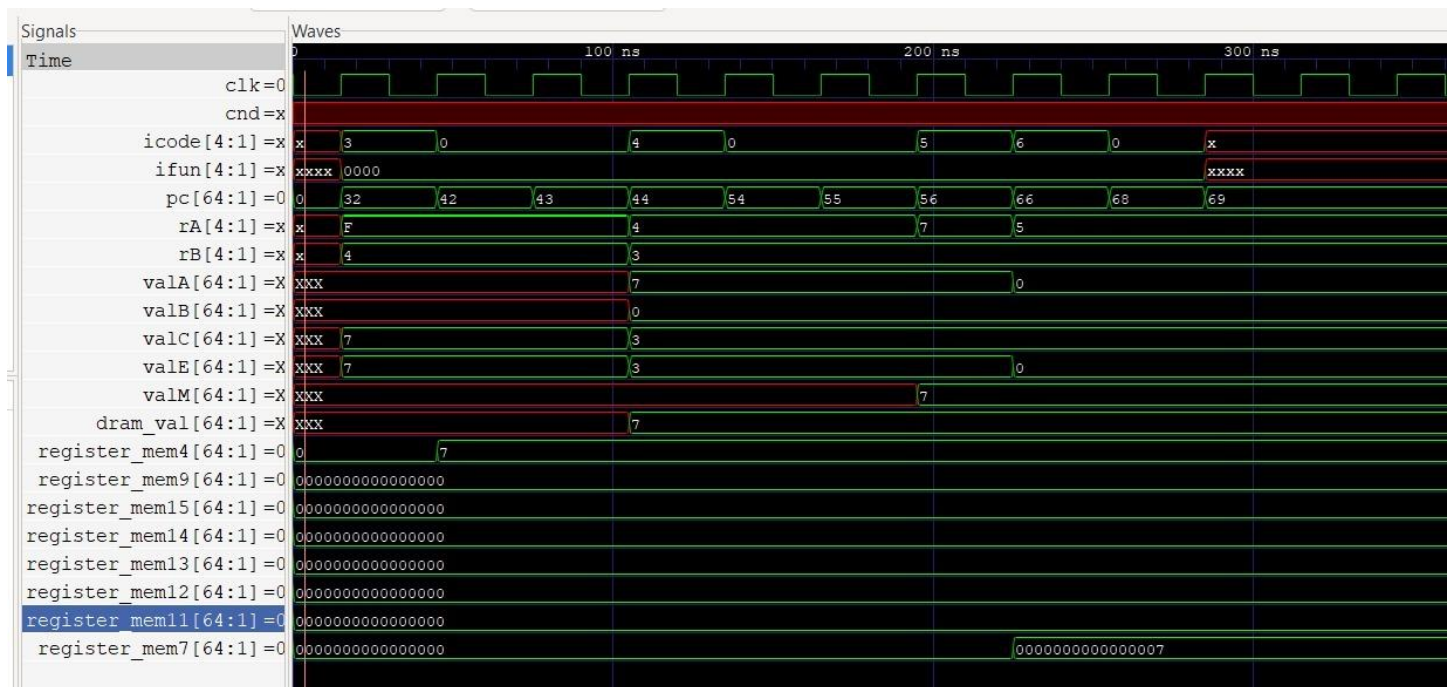 Signals Waves
Time 0 100 ns 200 ns 300 ns
clk=0
cnd=x
icode[4:1]=x x 3 0 4 0 5 6 0 x
ifun[4:1]=x xxxx 0000 xxxx
pc[64:1]=0 0 32 42 43 44 54 55 56 66 68 69
rA[4:1]=x x F 4 7 5
rB[4:1]=x x 4 3
valA[64:1]=X XXX 7 0
valB[64:1]=X XXX 0
valC[64:1]=X XXX 7 3
valE[64:1]=X XXX 7 3 0
valM[64:1]=X XXX 7
dram_val[64:1]=X XXX 7
register_mem4[64:1]=0 0 7
register_mem9[64:1]=0 0000000000000000
register_mem15[64:1]=0 0000000000000000
register_mem14[64:1]=0 0000000000000000
register_mem13[64:1]=0 0000000000000000
register_mem12[64:1]=0 0000000000000000
register_mem11[64:1]=0 0000000000000000
register_mem7[64:1]=0 0000000000000000 0000000000000007